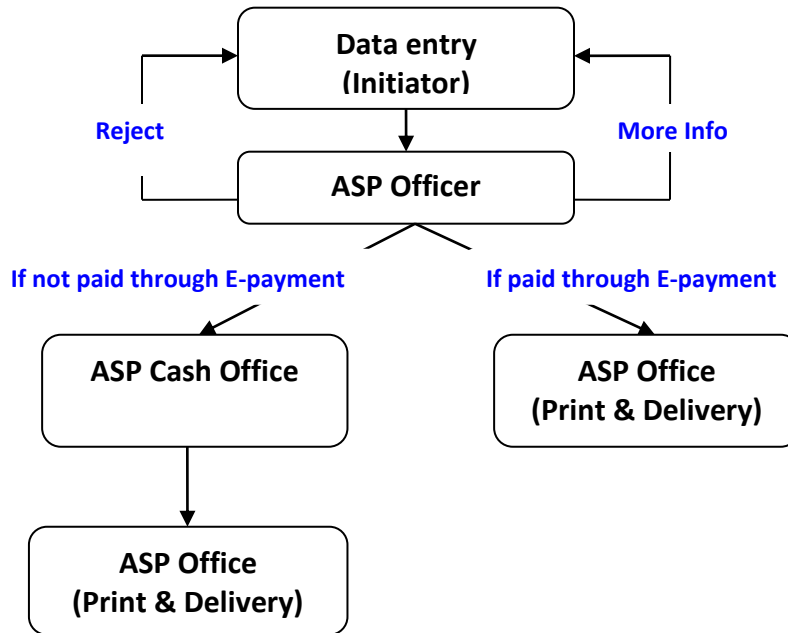 Data entry
(Initiator)
Reject
More Info
ASP Officer
If not paid through E-payment
If paid through E-payment
ASP Cash Office
ASP Office
(Print & Delivery)
ASP Office
(Print & Delivery)